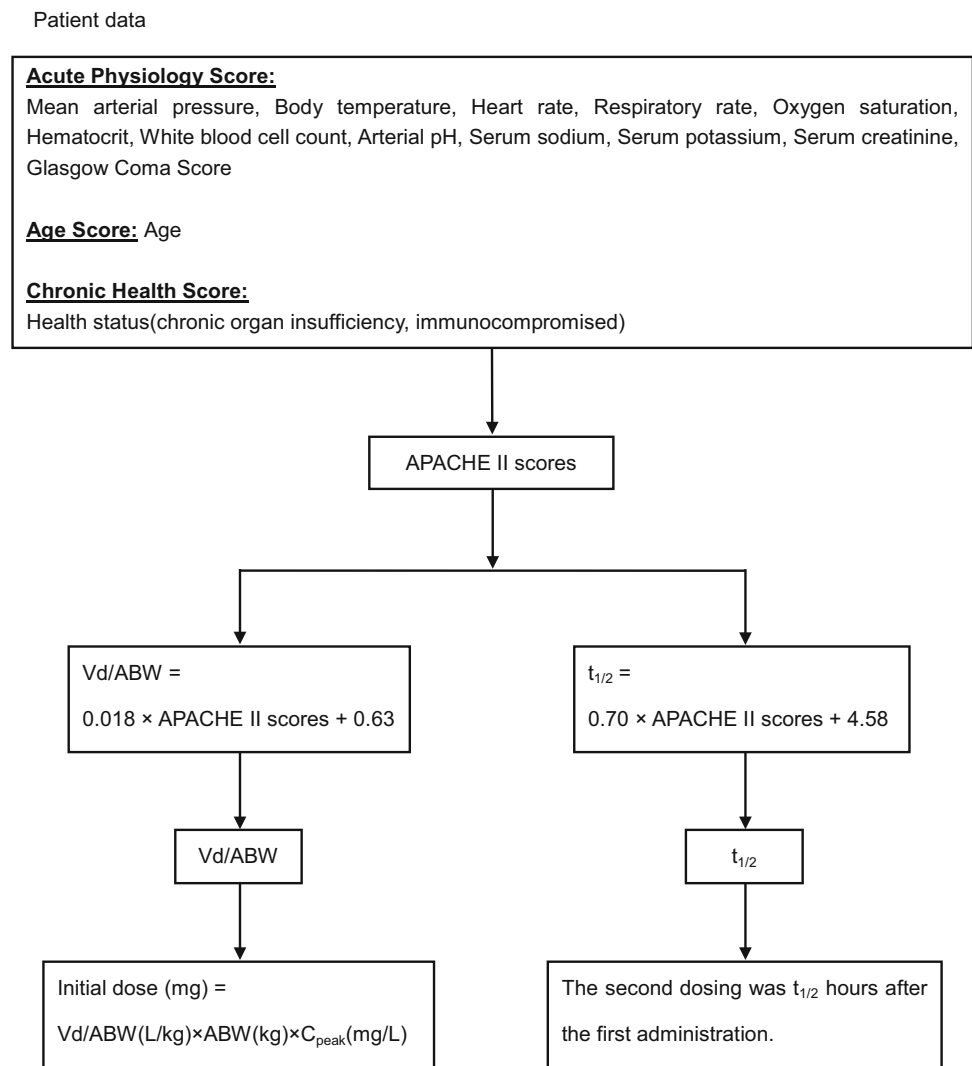 Patient data
Acute Physiology Score:
Mean arterial pressure, Body temperature, Heart rate, Respiratory rate, Oxygen saturation,
Hematocrit, White blood cell count, Arterial pH, Serum sodium, Serum potassium, Serum creatinine,
Glasgow Coma Score
Age Score: Age
Chronic Health Score:
Health status(chronic organ insufficiency, immunocompromised)
APACHE II scores
Vd/ABW =
0.018 × APACHE II scores + 0.63
t1/2 =
0.70 × APACHE II scores + 4.58
Vd/ABW
t1/2
Initial dose (mg) =
Vd/ABW(L/kg)×ABW(kg)×Cpeak(mg/L)
The second dosing was t1/2 hours after
the first administration.